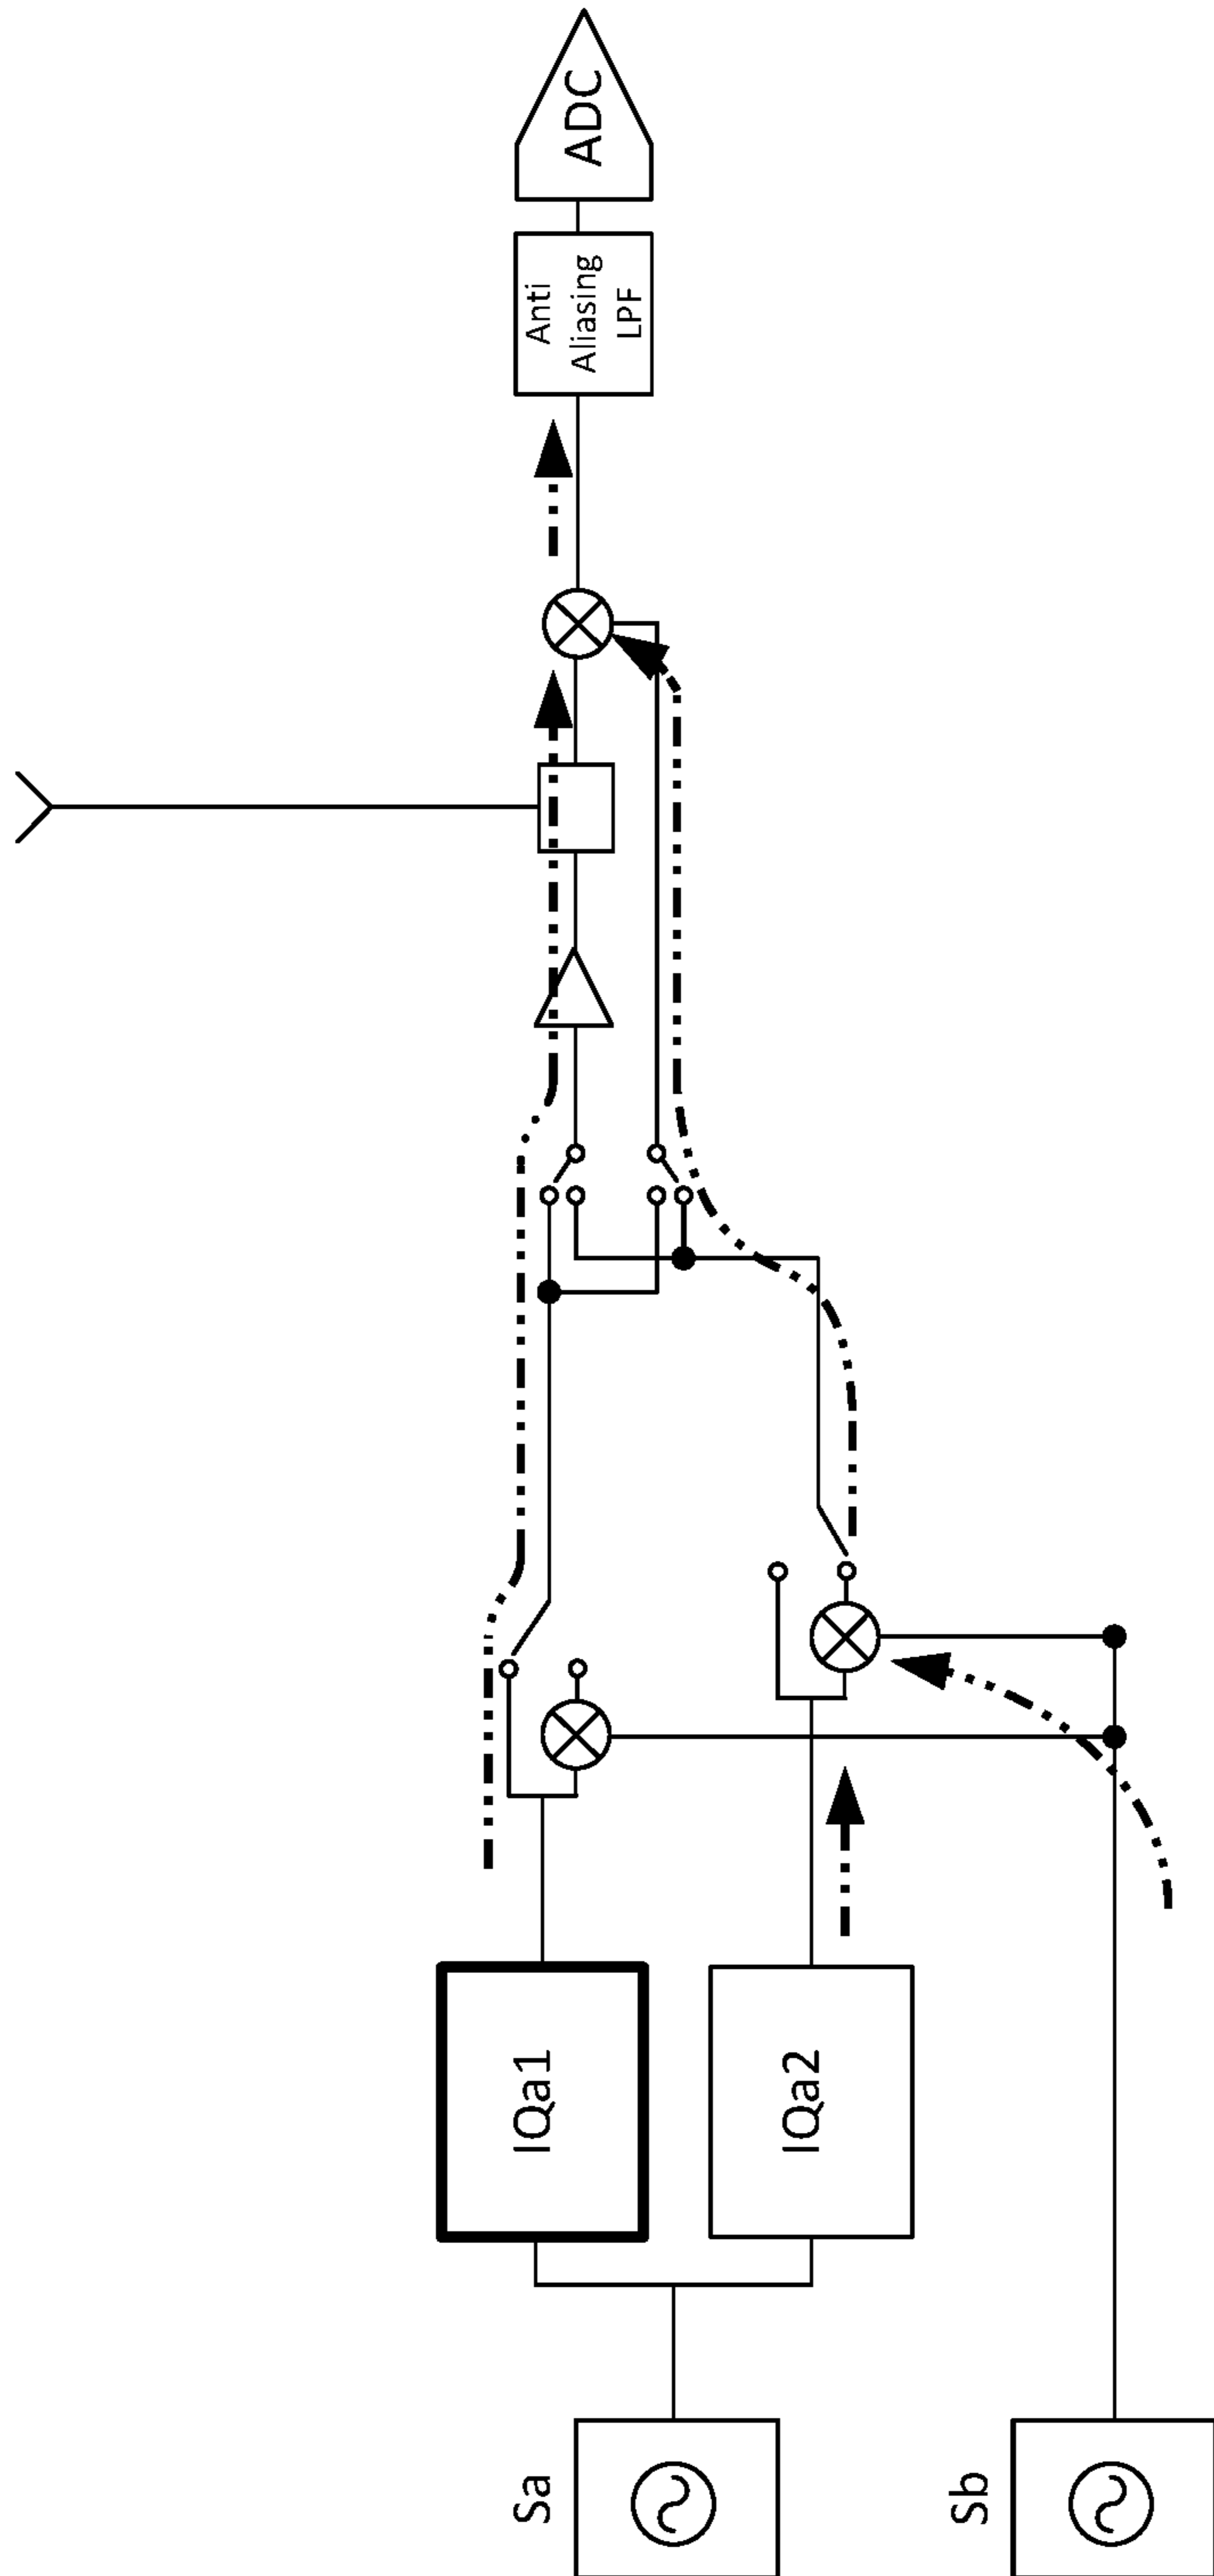 Sa
Sb
IQa1
IQa2
Anti
Aliasing
LPF
ADC